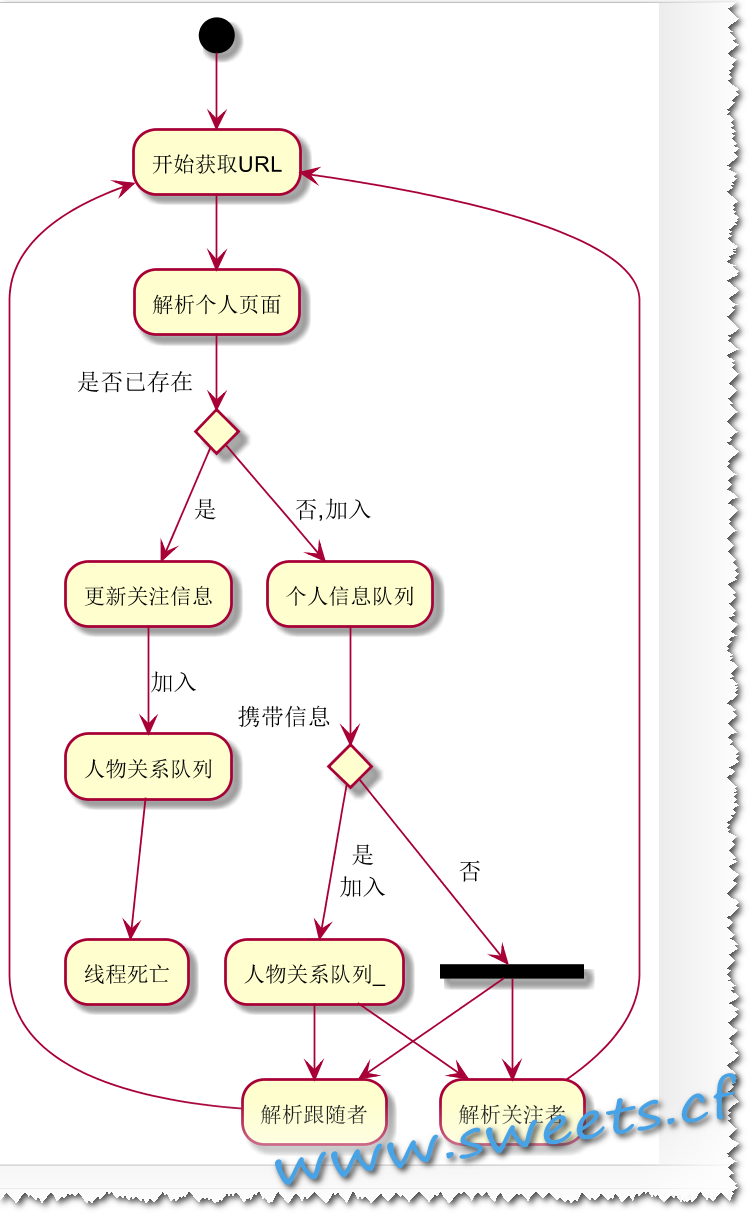 开始获取URL
解析个人页面
是否已存在
是
否,加入
更新关注信息
个人信息队列
加入
携带信息
人物关系队列
是
加入
否
线程死亡
人物关系队列_
解析跟随者
解析关注者
www.sweets.cf